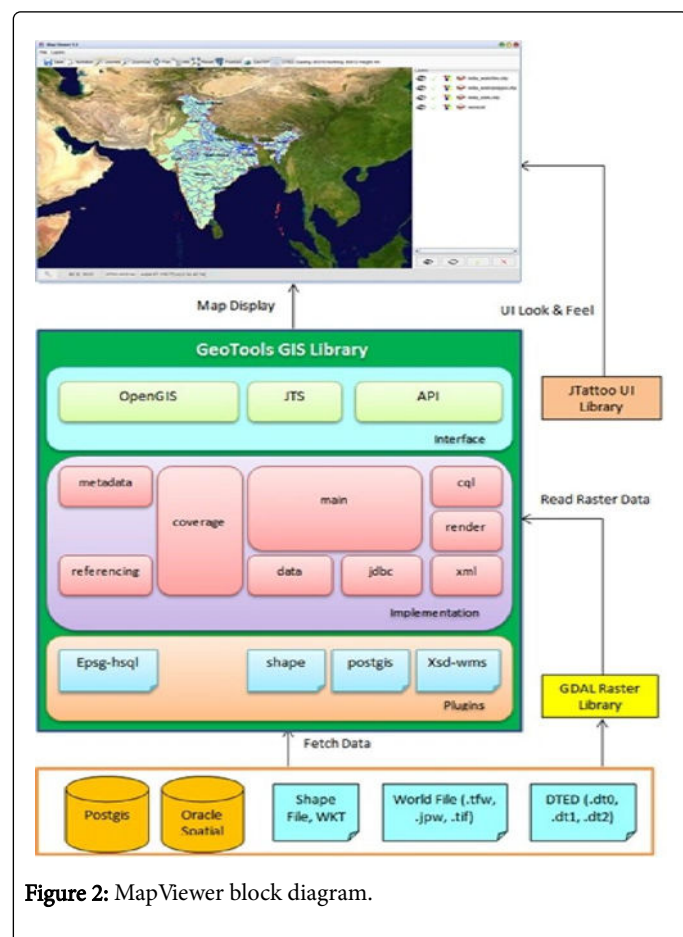 Map Display
UI Look & Feel
GeoTools GIS Library
OpenGIS
JTS
API
Interface
JTattoo UI
Library
metadata
coverage
main
cql
render
referencing
data
jdbc
xml
Implementation
Read Raster Data
Epsg-hsql
shape
postgis
Xsd-wms
Plugins
GDAL Raster
Library
Fetch Data
Postgis
Oracle
Spatial
Shape
File, WKT
World File (.tfw,
.jpw, .tif)
DTED (.dt0,
.dt1, .dt2)
Figure 2: MapViewer block diagram.